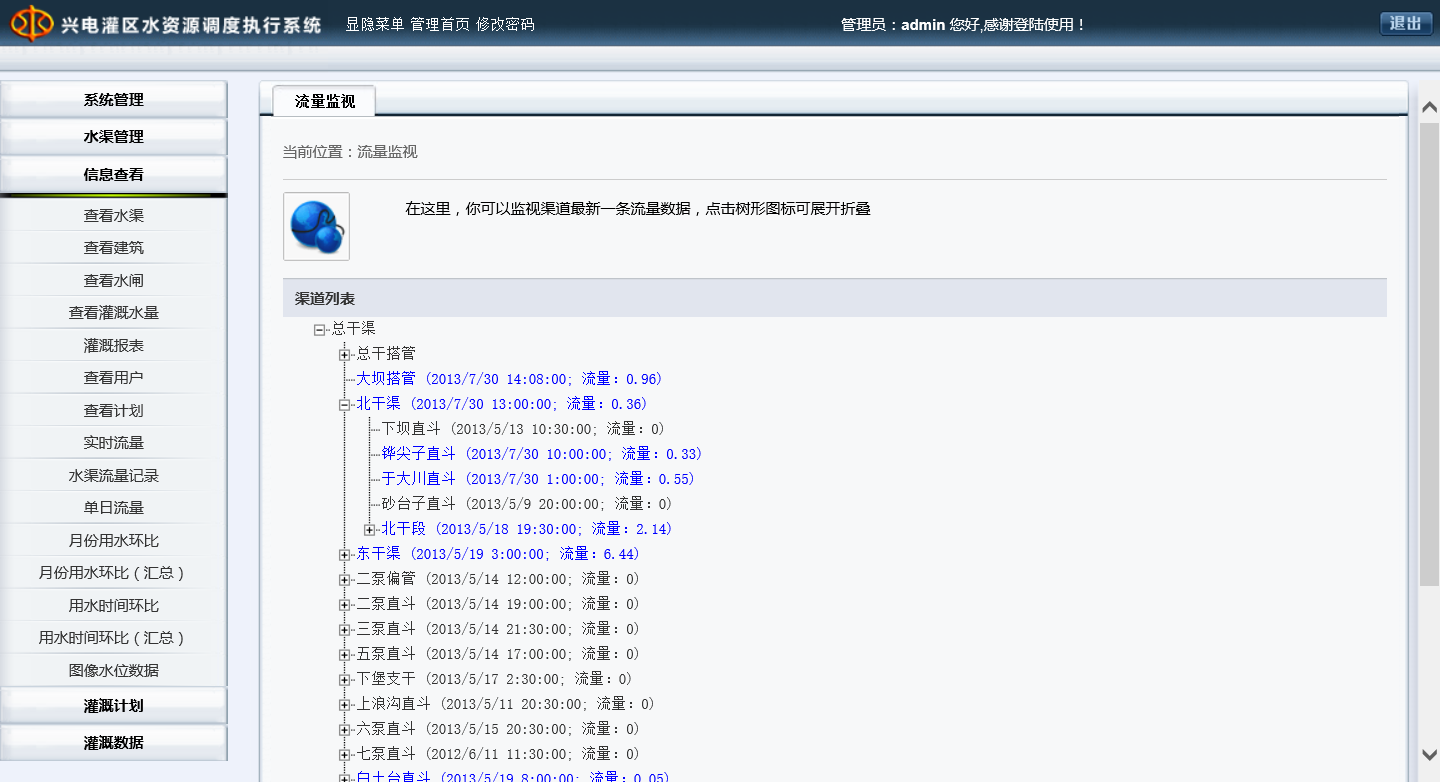 兴电灌区水资源调度执行系统 显隐菜单 管理首页 修改密码 管理员：admin 您好,感谢登陆使用！ 退出
系统管理
水渠管理
信息查看
查看水渠
查看建筑
查看水闸
查看灌溉水量
灌溉报表
查看用户
查看计划
实时流量
水渠流量记录
单日流量
月份用水环比
月份用水环比（汇总）
用水时间环比
用水时间环比（汇总）
图像水位数据
灌溉计划
灌溉数据
流量监视
当前位置：流量监视
在这里，你可以监视渠道最新一条流量数据，点击树形图标可展开折叠
渠道列表
总干渠
总干搭管
大坝搭管 (2013/7/30 14:08:00; 流量：0.96)
北干渠 (2013/7/30 13:00:00; 流量：0.36)
下坝直斗 (2013/5/13 10:30:00; 流量：0)
铧尖子直斗 (2013/7/30 10:00:00; 流量：0.33)
于大川直斗 (2013/7/30 1:00:00; 流量：0.55)
砂台子直斗 (2013/5/9 20:00:00; 流量：0)
北干段 (2013/5/18 19:30:00; 流量：2.14)
东干渠 (2013/5/19 3:00:00; 流量：6.44)
二泵偏管 (2013/5/14 12:00:00; 流量：0)
二泵直斗 (2013/5/14 19:00:00; 流量：0)
三泵直斗 (2013/5/14 21:30:00; 流量：0)
五泵直斗 (2013/5/14 17:00:00; 流量：0)
下堡支干 (2013/5/17 2:30:00; 流量：0)
上浪沟直斗 (2013/5/11 20:30:00; 流量：0)
六泵直斗 (2013/5/15 20:30:00; 流量：0)
七泵直斗 (2012/6/11 11:30:00; 流量：0)
白土台直斗 (2013/5/19 8:00:00; 流量：0.05)